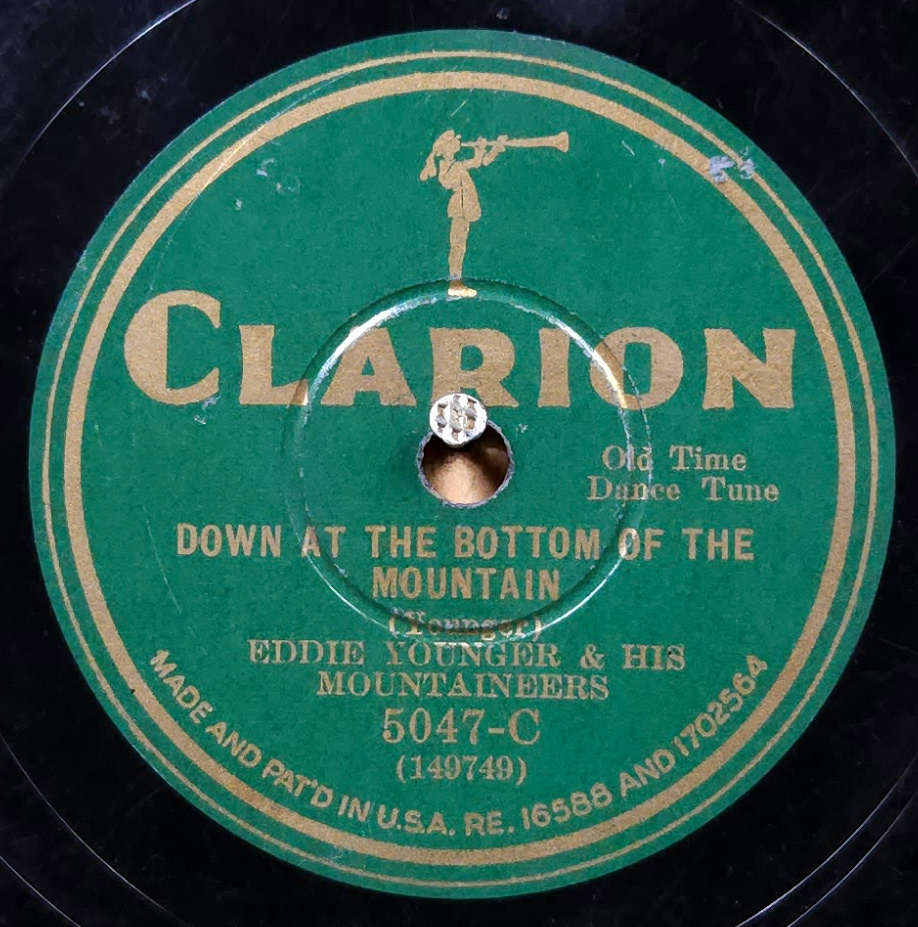 CLARION
Old Time
Dance Tune
DOWN AT THE BOTTOM OF THE
MOUNTAIN
(Younger)
EDDIE YOUNGER & HIS
MOUNTAINEERS
5047-C
(149749)
MADE AND PAT'D IN U.S.A. RE. 16588 AND 1702564